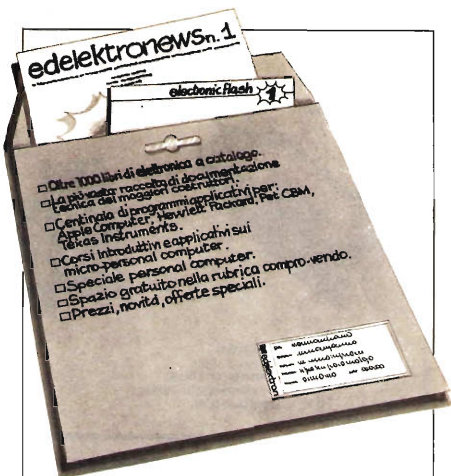 edelektronews n. 1
electronic flash 1
□ Oltre 1000 libri di elettronica a catalogo.
□ La più vasta raccolta di documentazione
tecnica dei maggiori costruttori.
□ Centinaia di programmi applicativi per:
Apple Computer, Hewlett Packard, Pet CBM,
Texas Instruments.
□ Corsi introduttivi e applicativi sui
micro-personal computer.
□ Speciale personal computer.
□ Spazio gratuito nella rubrica compro-vendo.
□ Prezzi, novità, offerte speciali.